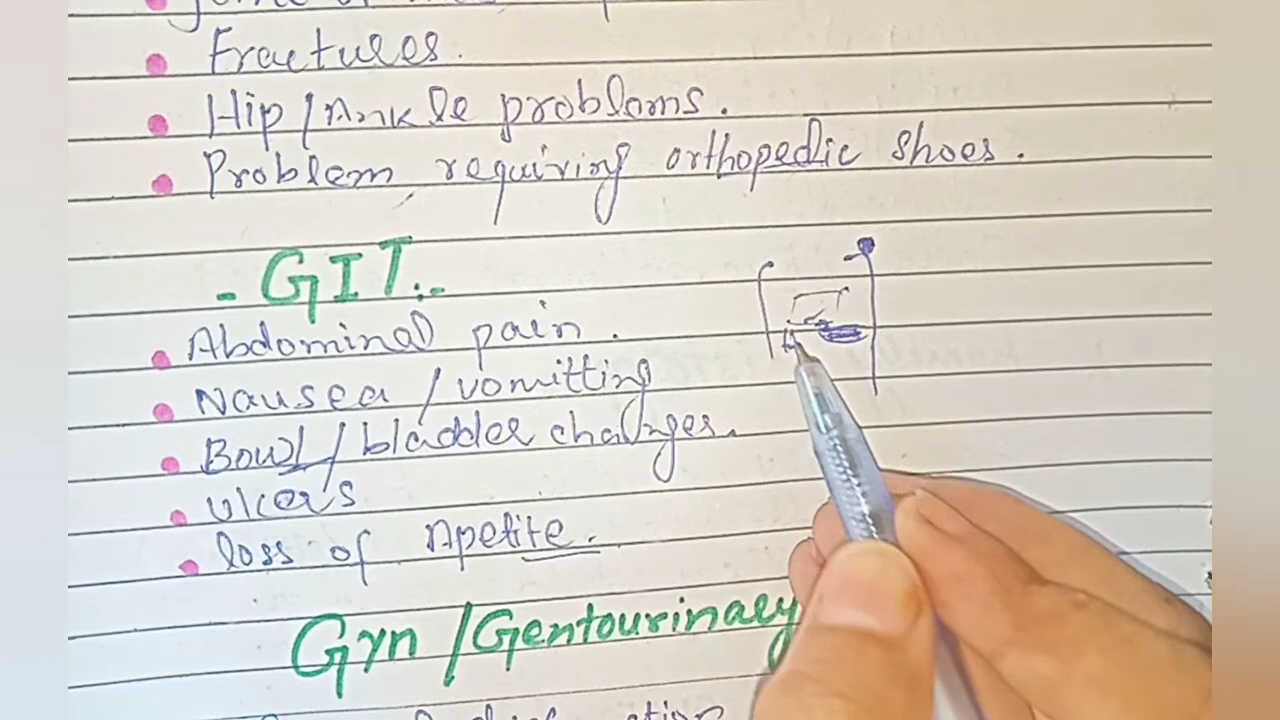 Fractures.
Hip/Ankle problems.
Problem requiring orthopedic shoes.
- GIT:-
Abdominal pain.
Nausea/vomitting
Bowl/bladder changes.
Ulcers
loss of Apetite.
Gyn/Gentourinary